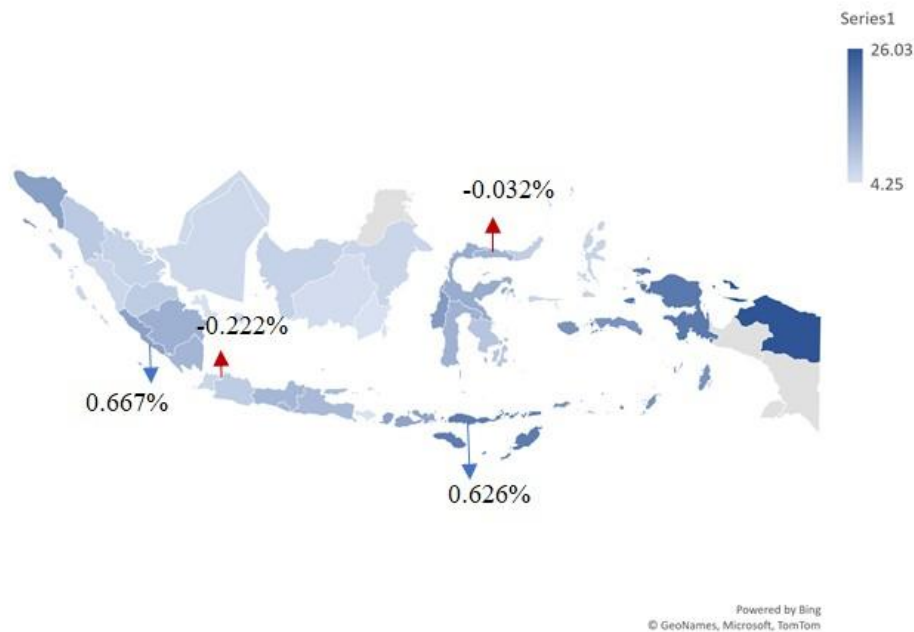 Series1
26.03
4.25
-0.032%
-0.222%
0.667%
0.626%
Powered by Bing
© GeoNames, Microsoft, TomTom